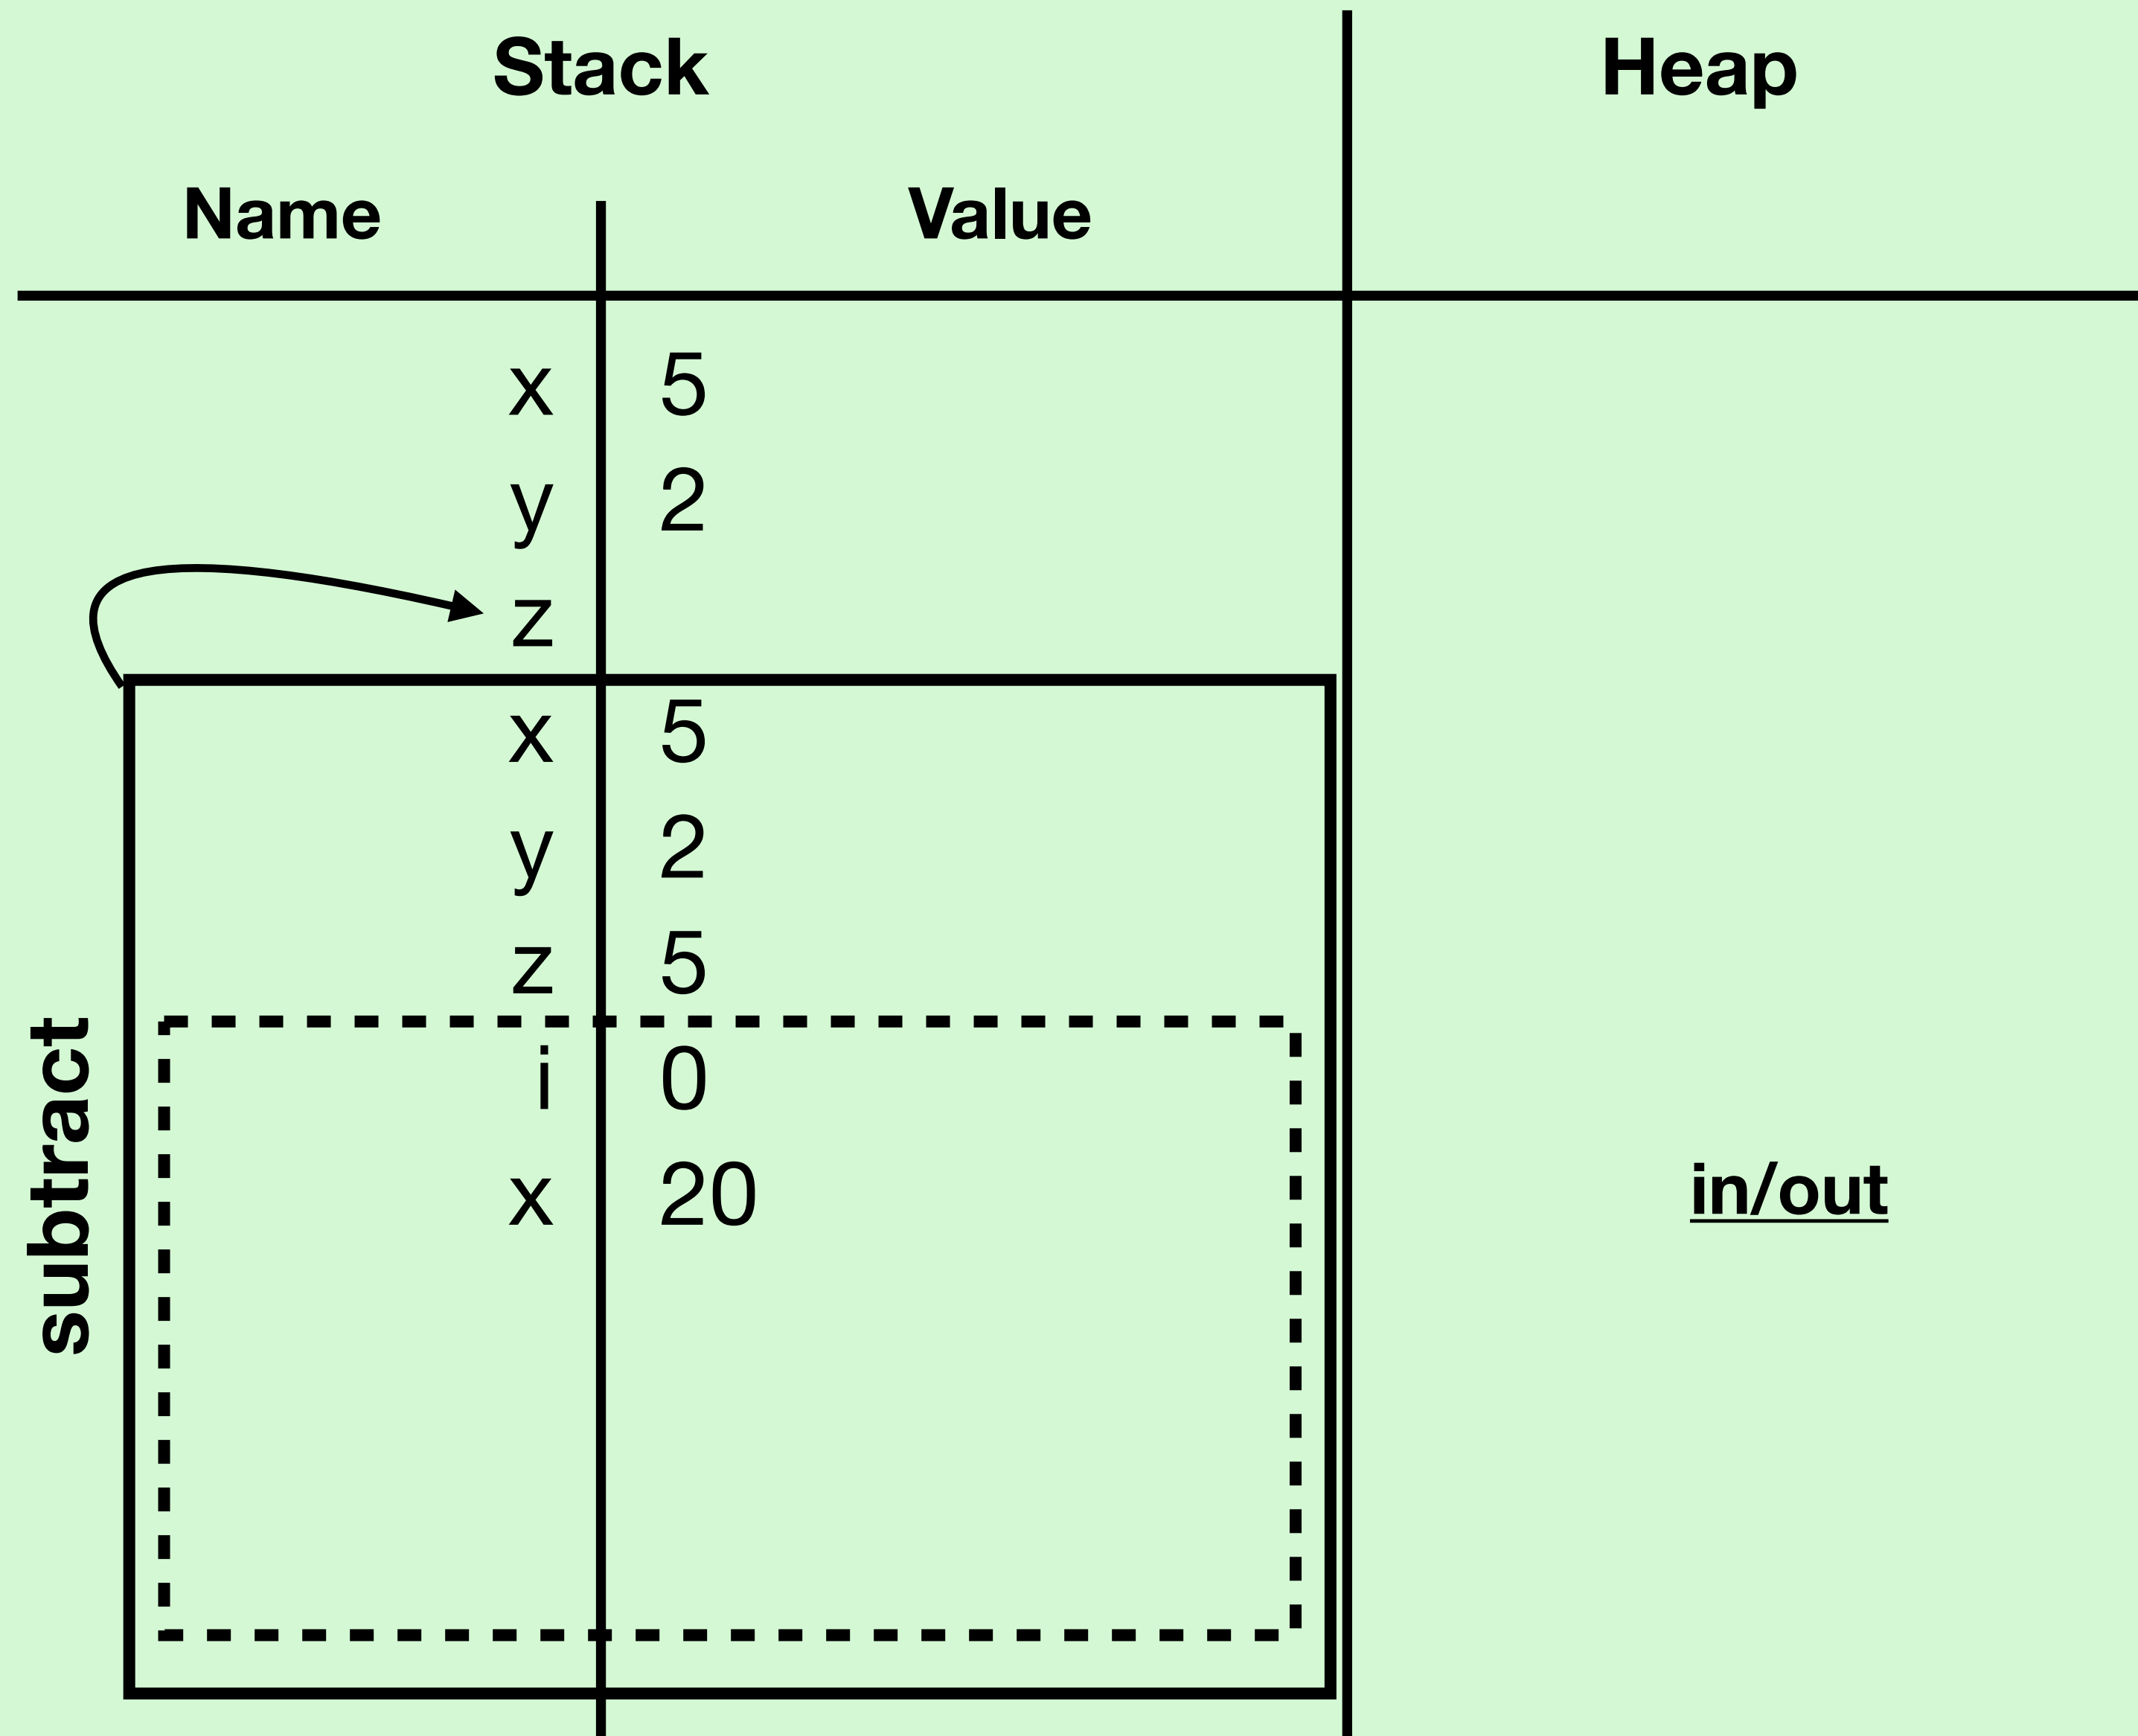 Stack Heap
Name Value
x 5
y 2
z
x 5
y 2
z 5
i 0
x 20
subtract
in/out